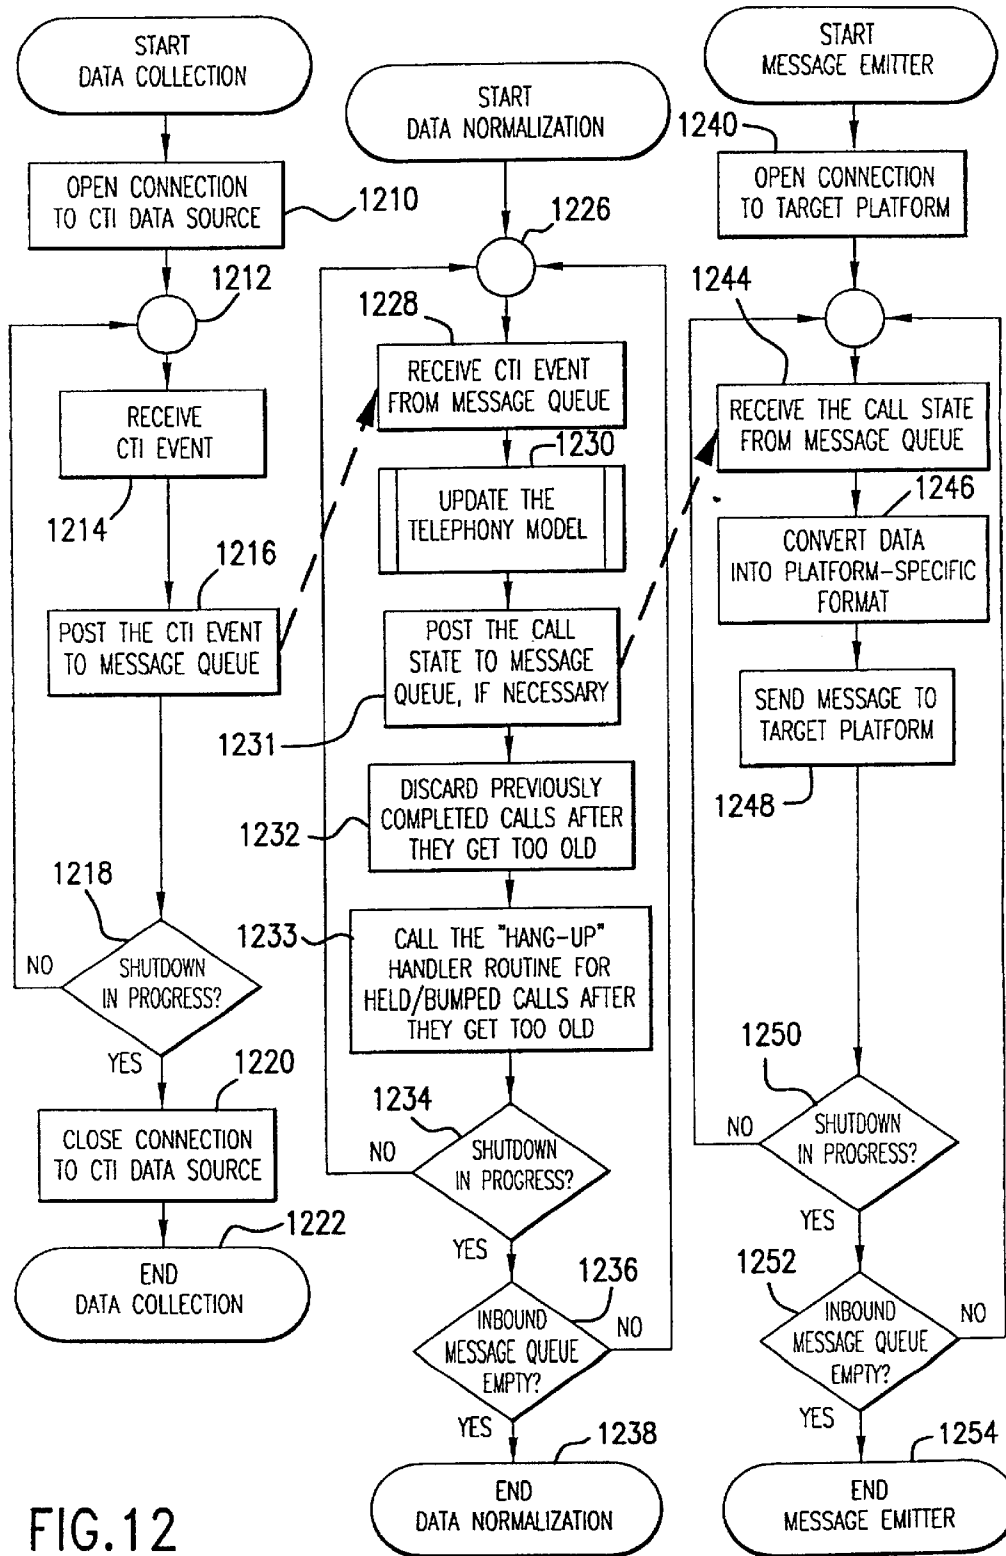 START
DATA COLLECTION
OPEN CONNECTION
TO CTI DATA SOURCE
1210
1212
RECEIVE
CTI EVENT
1214
1216
POST THE CTI EVENT
TO MESSAGE QUEUE
1218
SHUTDOWN
IN PROGRESS?
NO
YES
1220
CLOSE CONNECTION
TO CTI DATA SOURCE
1222
END
DATA COLLECTION
START
DATA NORMALIZATION
1226
1228
RECEIVE CTI EVENT
FROM MESSAGE QUEUE
1230
UPDATE THE
TELEPHONY MODEL
POST THE CALL
STATE TO MESSAGE
QUEUE, IF NECESSARY
1231
DISCARD PREVIOUSLY
COMPLETED CALLS AFTER
THEY GET TOO OLD
1232
1233
CALL THE "HANG-UP"
HANDLER ROUTINE FOR
HELD/BUMPED CALLS AFTER
THEY GET TOO OLD
1234
NO
SHUTDOWN
IN PROGRESS?
YES
1236
INBOUND
MESSAGE QUEUE
EMPTY?
NO
YES
1238
END
DATA NORMALIZATION
START
MESSAGE EMITTER
1240
OPEN CONNECTION
TO TARGET PLATFORM
1244
RECEIVE THE CALL STATE
FROM MESSAGE QUEUE
1246
CONVERT DATA
INTO PLATFORM-SPECIFIC
FORMAT
SEND MESSAGE TO
TARGET PLATFORM
1248
1250
NO
SHUTDOWN
IN PROGRESS?
YES
1252
INBOUND
MESSAGE QUEUE
EMPTY?
NO
YES
1254
END
MESSAGE EMITTER
FIG.12